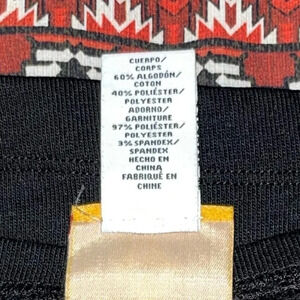 CUERPO/
CORPS
60% ALGODÓN/
COTON
40% POLIÉSTER/
POLYESTER
ADORNO/
GARNITURE
97% POLIÉSTER/
POLYESTER
3% SPANDEX/
SPANDEX
HECHO EN
CHINA
FABRIQUÉ EN
CHINE